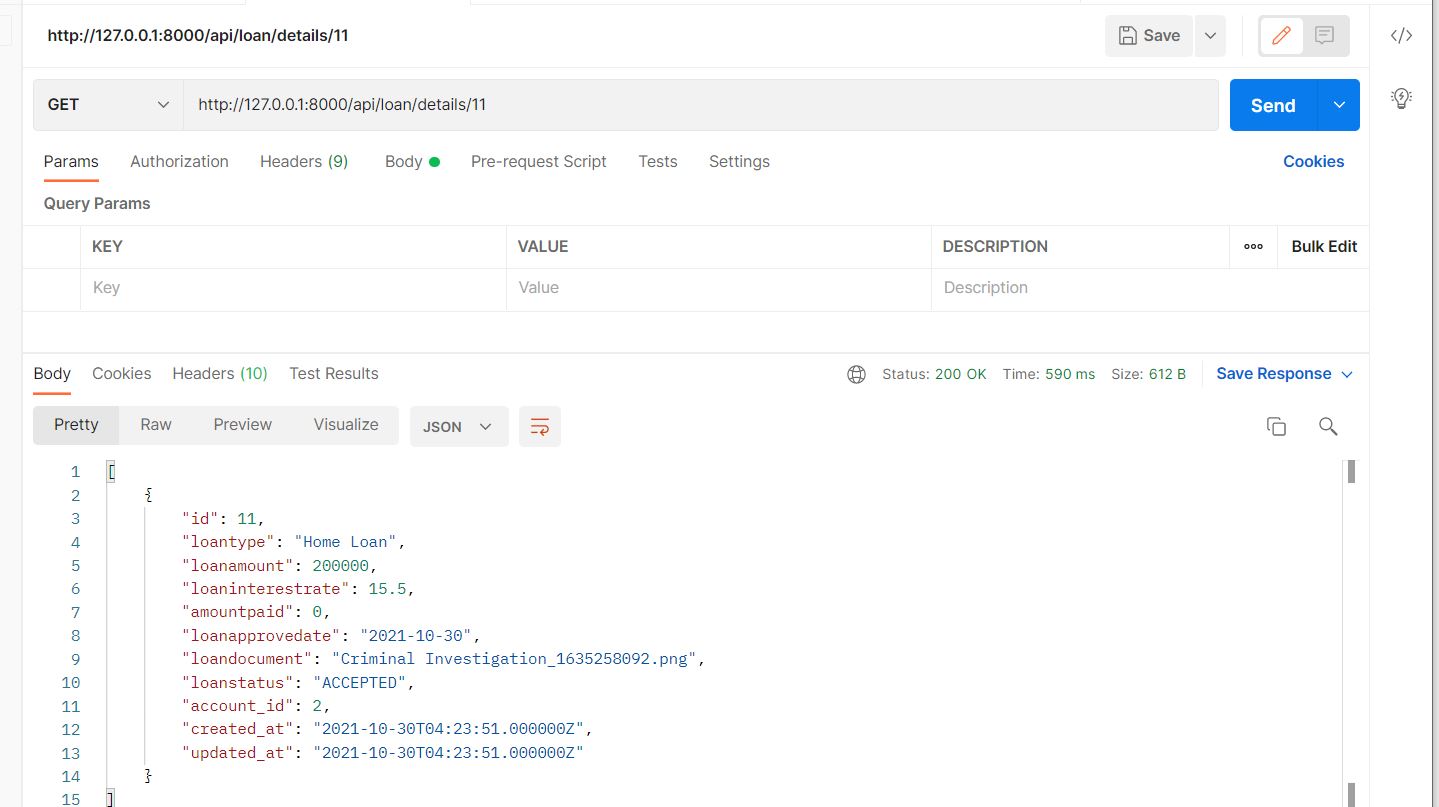 http://127.0.0.1:8000/api/loan/details/11
Save
GET
http://127.0.0.1:8000/api/loan/details/11
Send
Params Authorization Headers (9) Body Pre-request Script Tests Settings Cookies
Query Params
KEY VALUE DESCRIPTION ooo Bulk Edit
Key Value Description
Body Cookies Headers (10) Test Results Status: 200 OK Time: 590 ms Size: 612 B Save Response
Pretty Raw Preview Visualize JSON
1 [
2 {
3 "id": 11,
4 "loantype": "Home Loan",
5 "loanamount": 200000,
6 "loaninterestrate": 15.5,
7 "amountpaid": 0,
8 "loanapprovedate": "2021-10-30",
9 "loandocument": "Criminal Investigation_1635258092.png",
10 "loanstatus": "ACCEPTED",
11 "account_id": 2,
12 "created_at": "2021-10-30T04:23:51.000000Z",
13 "updated_at": "2021-10-30T04:23:51.000000Z"
14 }
15 ]